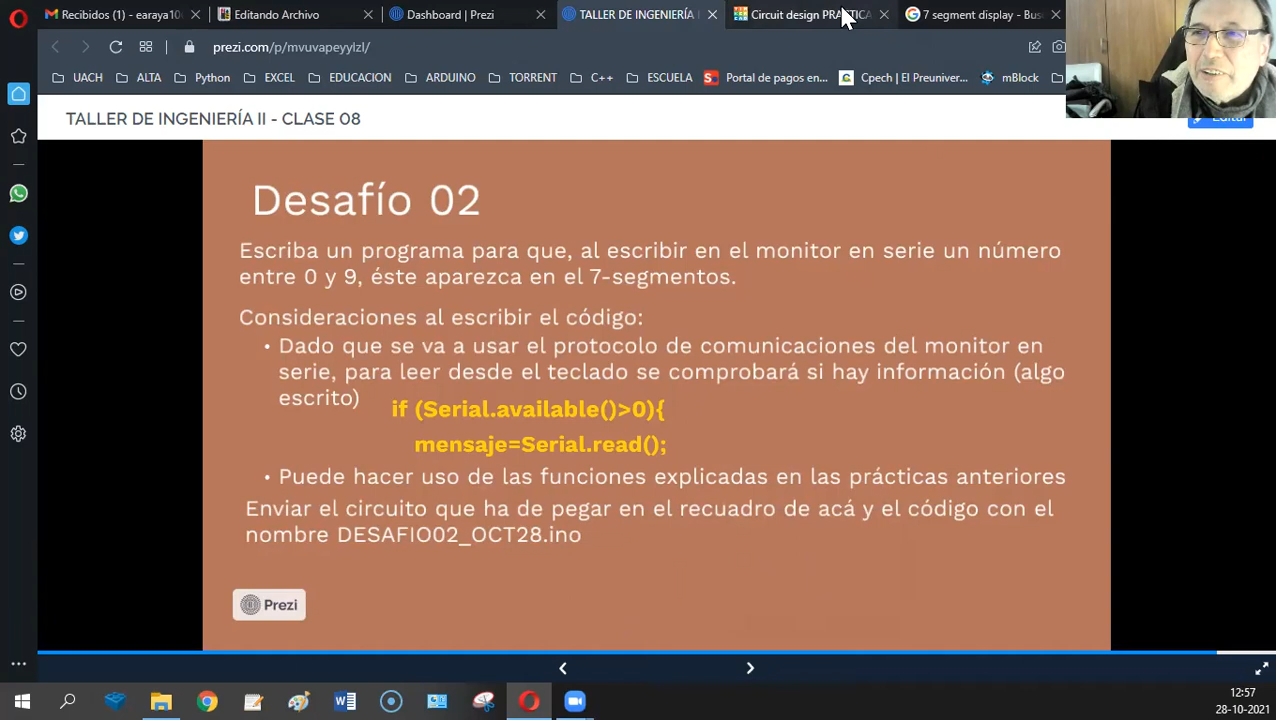 Recibidos (1) - earaya10
Editando Archivo
Dashboard | Prezi
TALLER DE INGENIERÍA I
Circuit design PRACTICA
7 segment display - Bus
prezi.com/p/mvuvapeyylzl/
UACH
ALTA
Python
EXCEL
EDUCACION
ARDUINO
TORRENT
C++
ESCUELA
Portal de pagos en...
Cpech | El Preuniver...
mBlock
TALLER DE INGENIERÍA II - CLASE 08
Editar
Desafío 02
Escriba un programa para que, al escribir en el monitor en serie un número
entre 0 y 9, éste aparezca en el 7-segmentos.
Consideraciones al escribir el código:
• Dado que se va a usar el protocolo de comunicaciones del monitor en
serie, para leer desde el teclado se comprobará si hay información (algo
escrito)
if (Serial.available()>0){
mensaje=Serial.read();
• Puede hacer uso de las funciones explicadas en las prácticas anteriores
Enviar el circuito que ha de pegar en el recuadro de acá y el código con el
nombre DESAFIO02_OCT28.ino
Prezi
12:57
28-10-2021